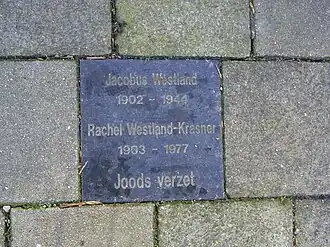 Jacobus Westland
1902 - 1944
Rachel Westland-Krasner
1903 - 1977
Joods verzet